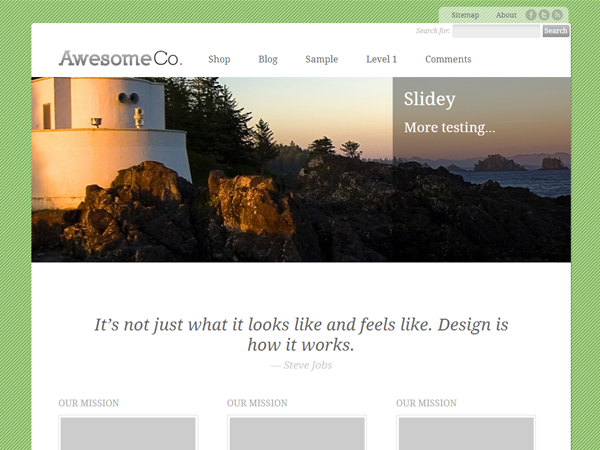 Sitemap About
Search for: Search
AwesomeCo. Shop Blog Sample Level 1 Comments
Slidey
More testing...
It's not just what it looks like and feels like. Design is
how it works.
— Steve Jobs
OUR MISSION OUR MISSION OUR MISSION